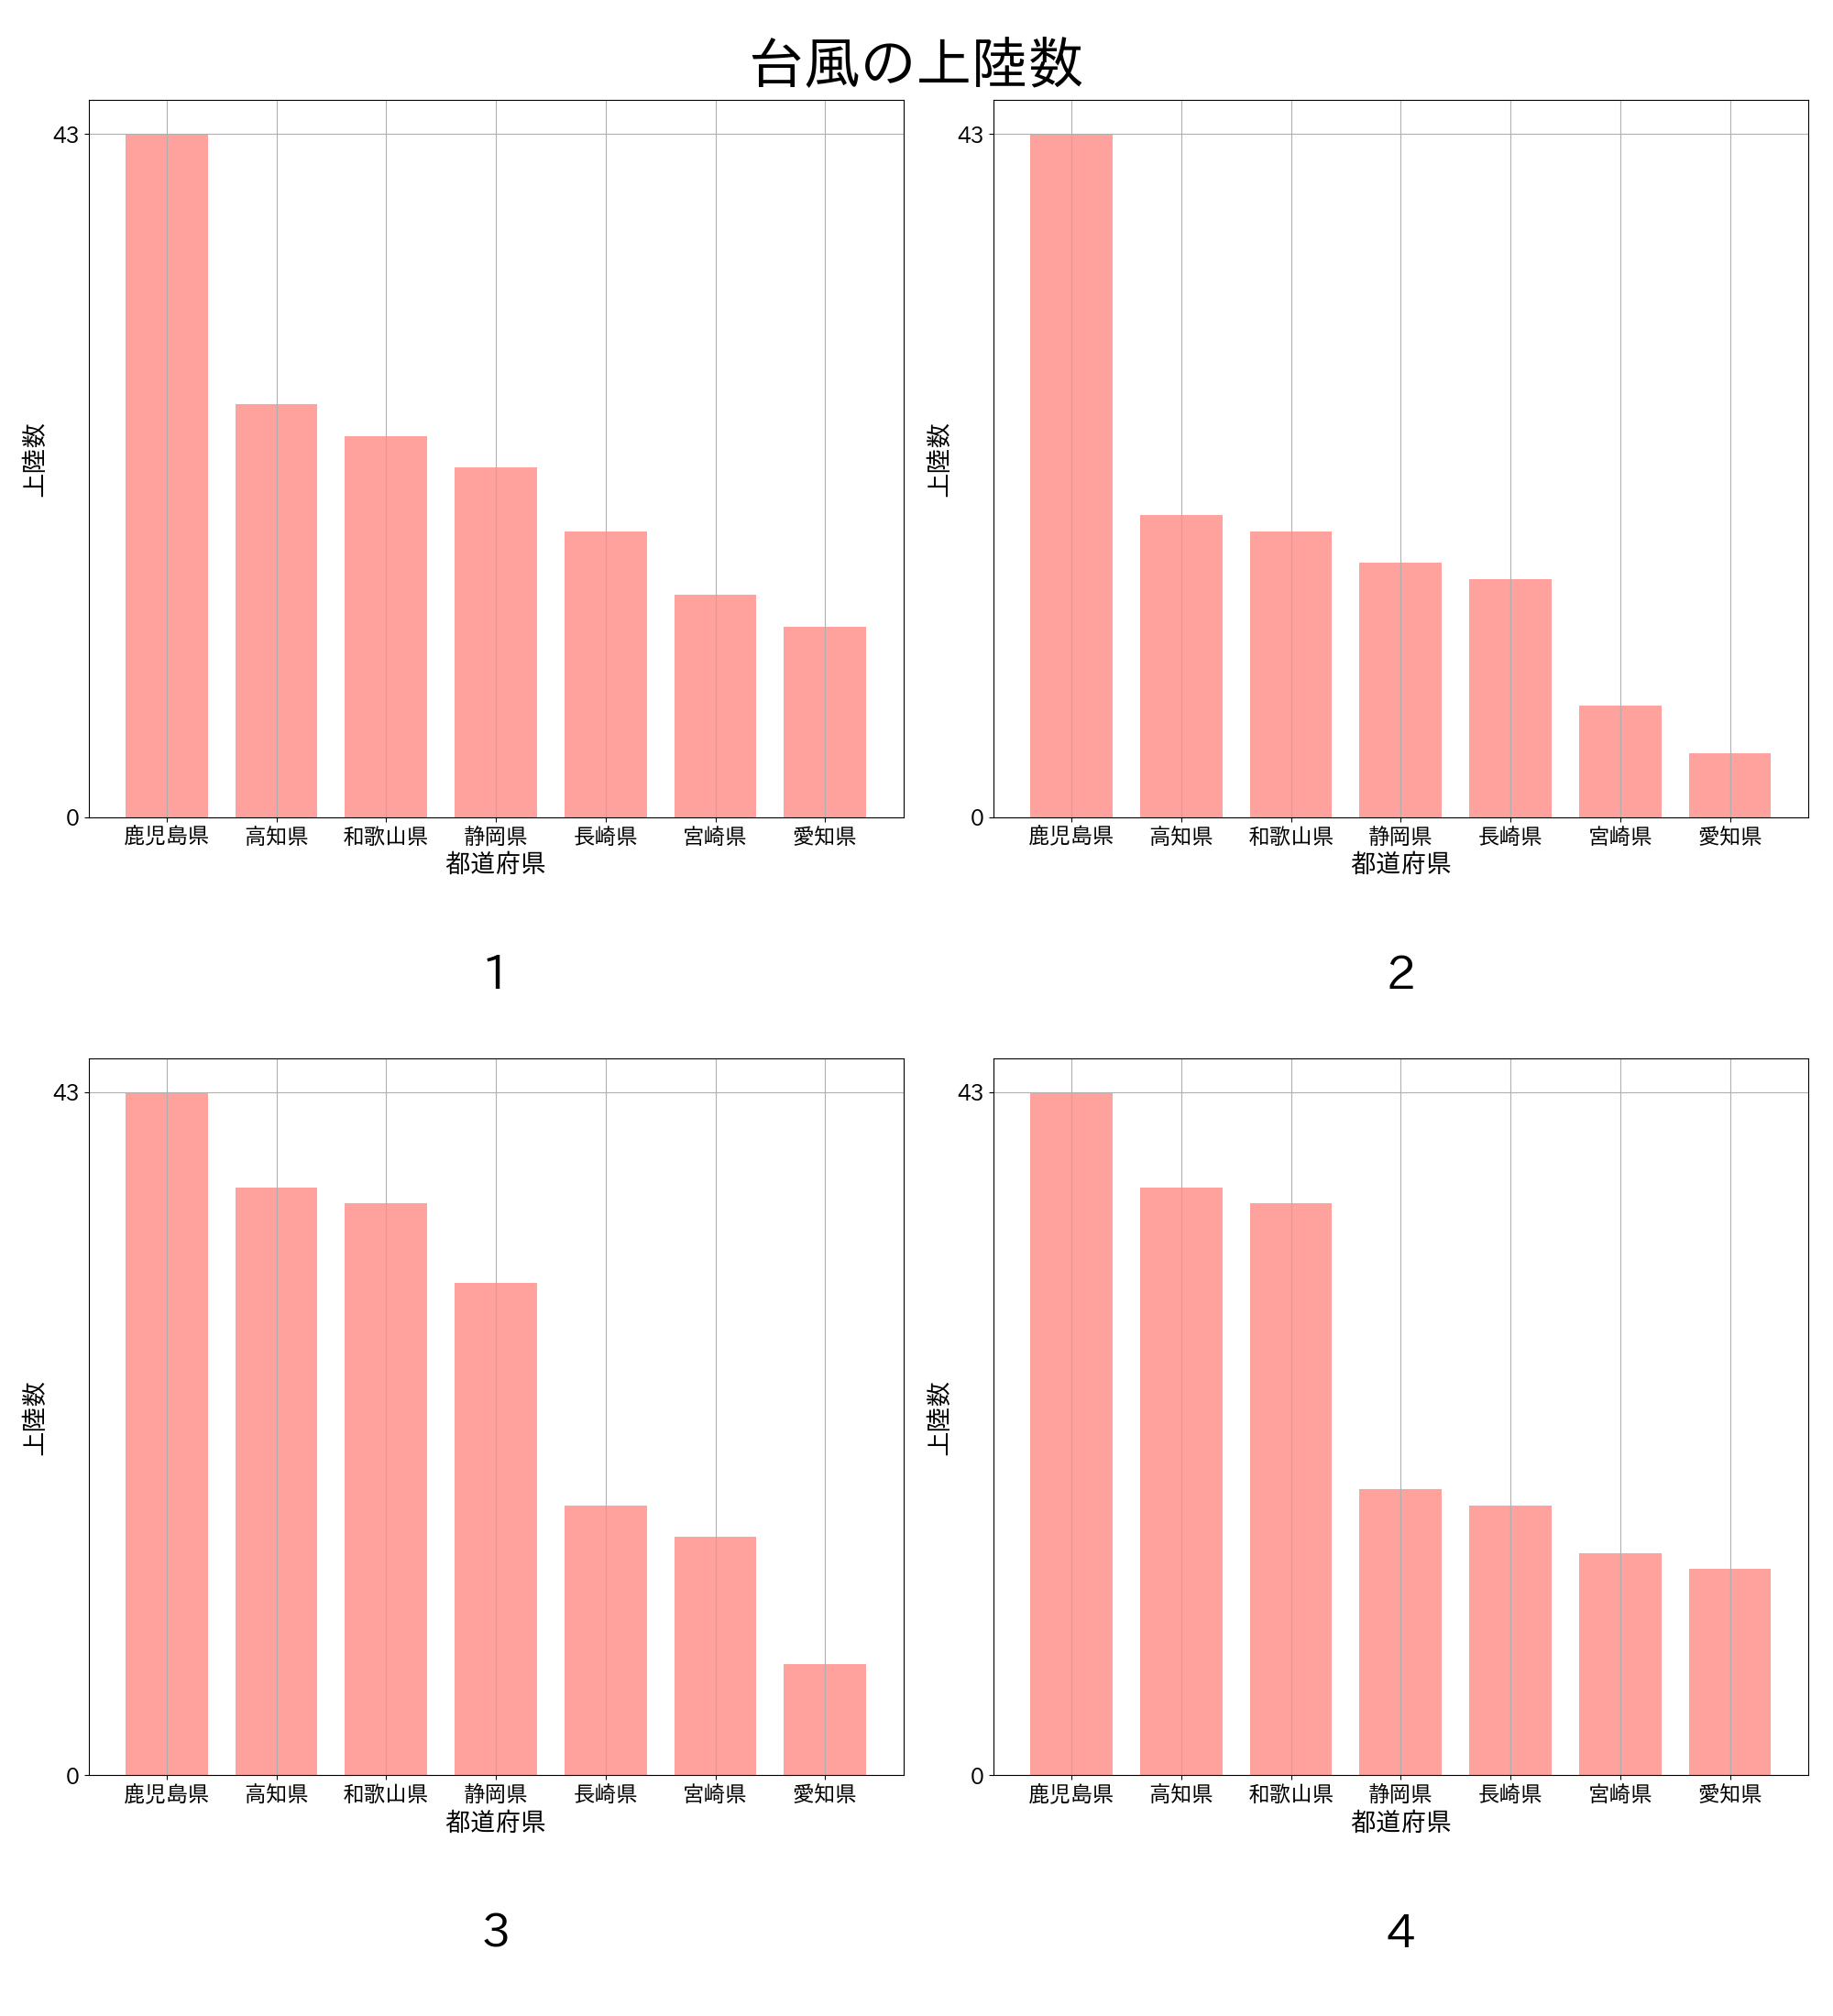 台風の上陸数
43
0
上陸数
鹿児島県 高知県 和歌山県 静岡県 長崎県 宮崎県 愛知県
都道府県
1
43
0
上陸数
鹿児島県 高知県 和歌山県 静岡県 長崎県 宮崎県 愛知県
都道府県
2
43
0
上陸数
鹿児島県 高知県 和歌山県 静岡県 長崎県 宮崎県 愛知県
都道府県
3
43
0
上陸数
鹿児島県 高知県 和歌山県 静岡県 長崎県 宮崎県 愛知県
都道府県
4